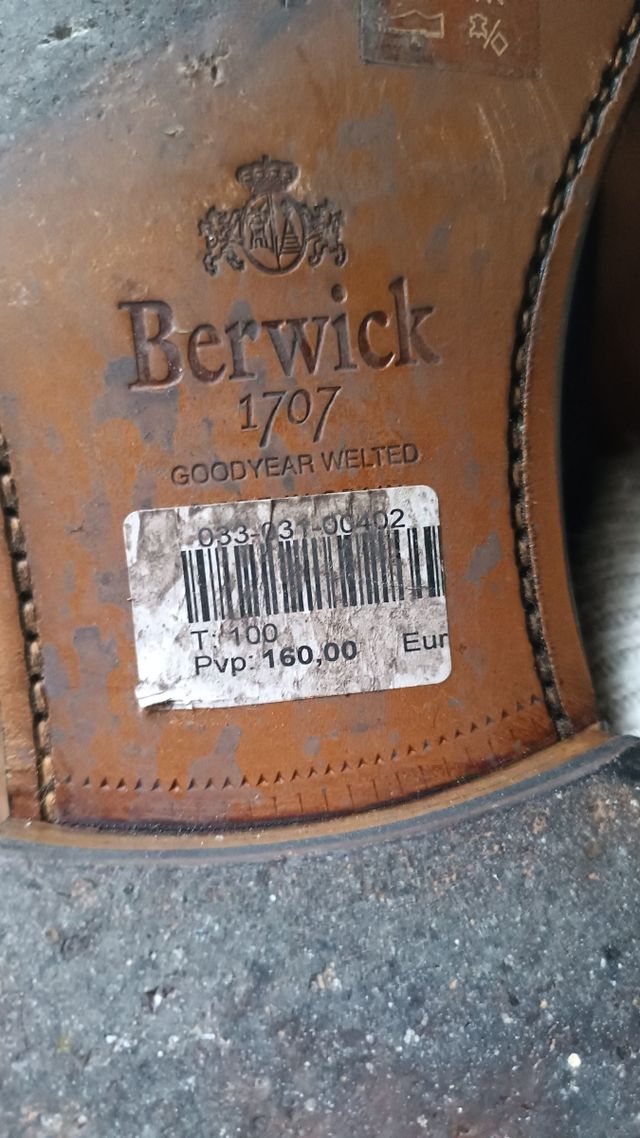 Berwick
1707
GOODYEAR WELTED
033-031-00402
T: 100
Pvp: 160,00 Eur